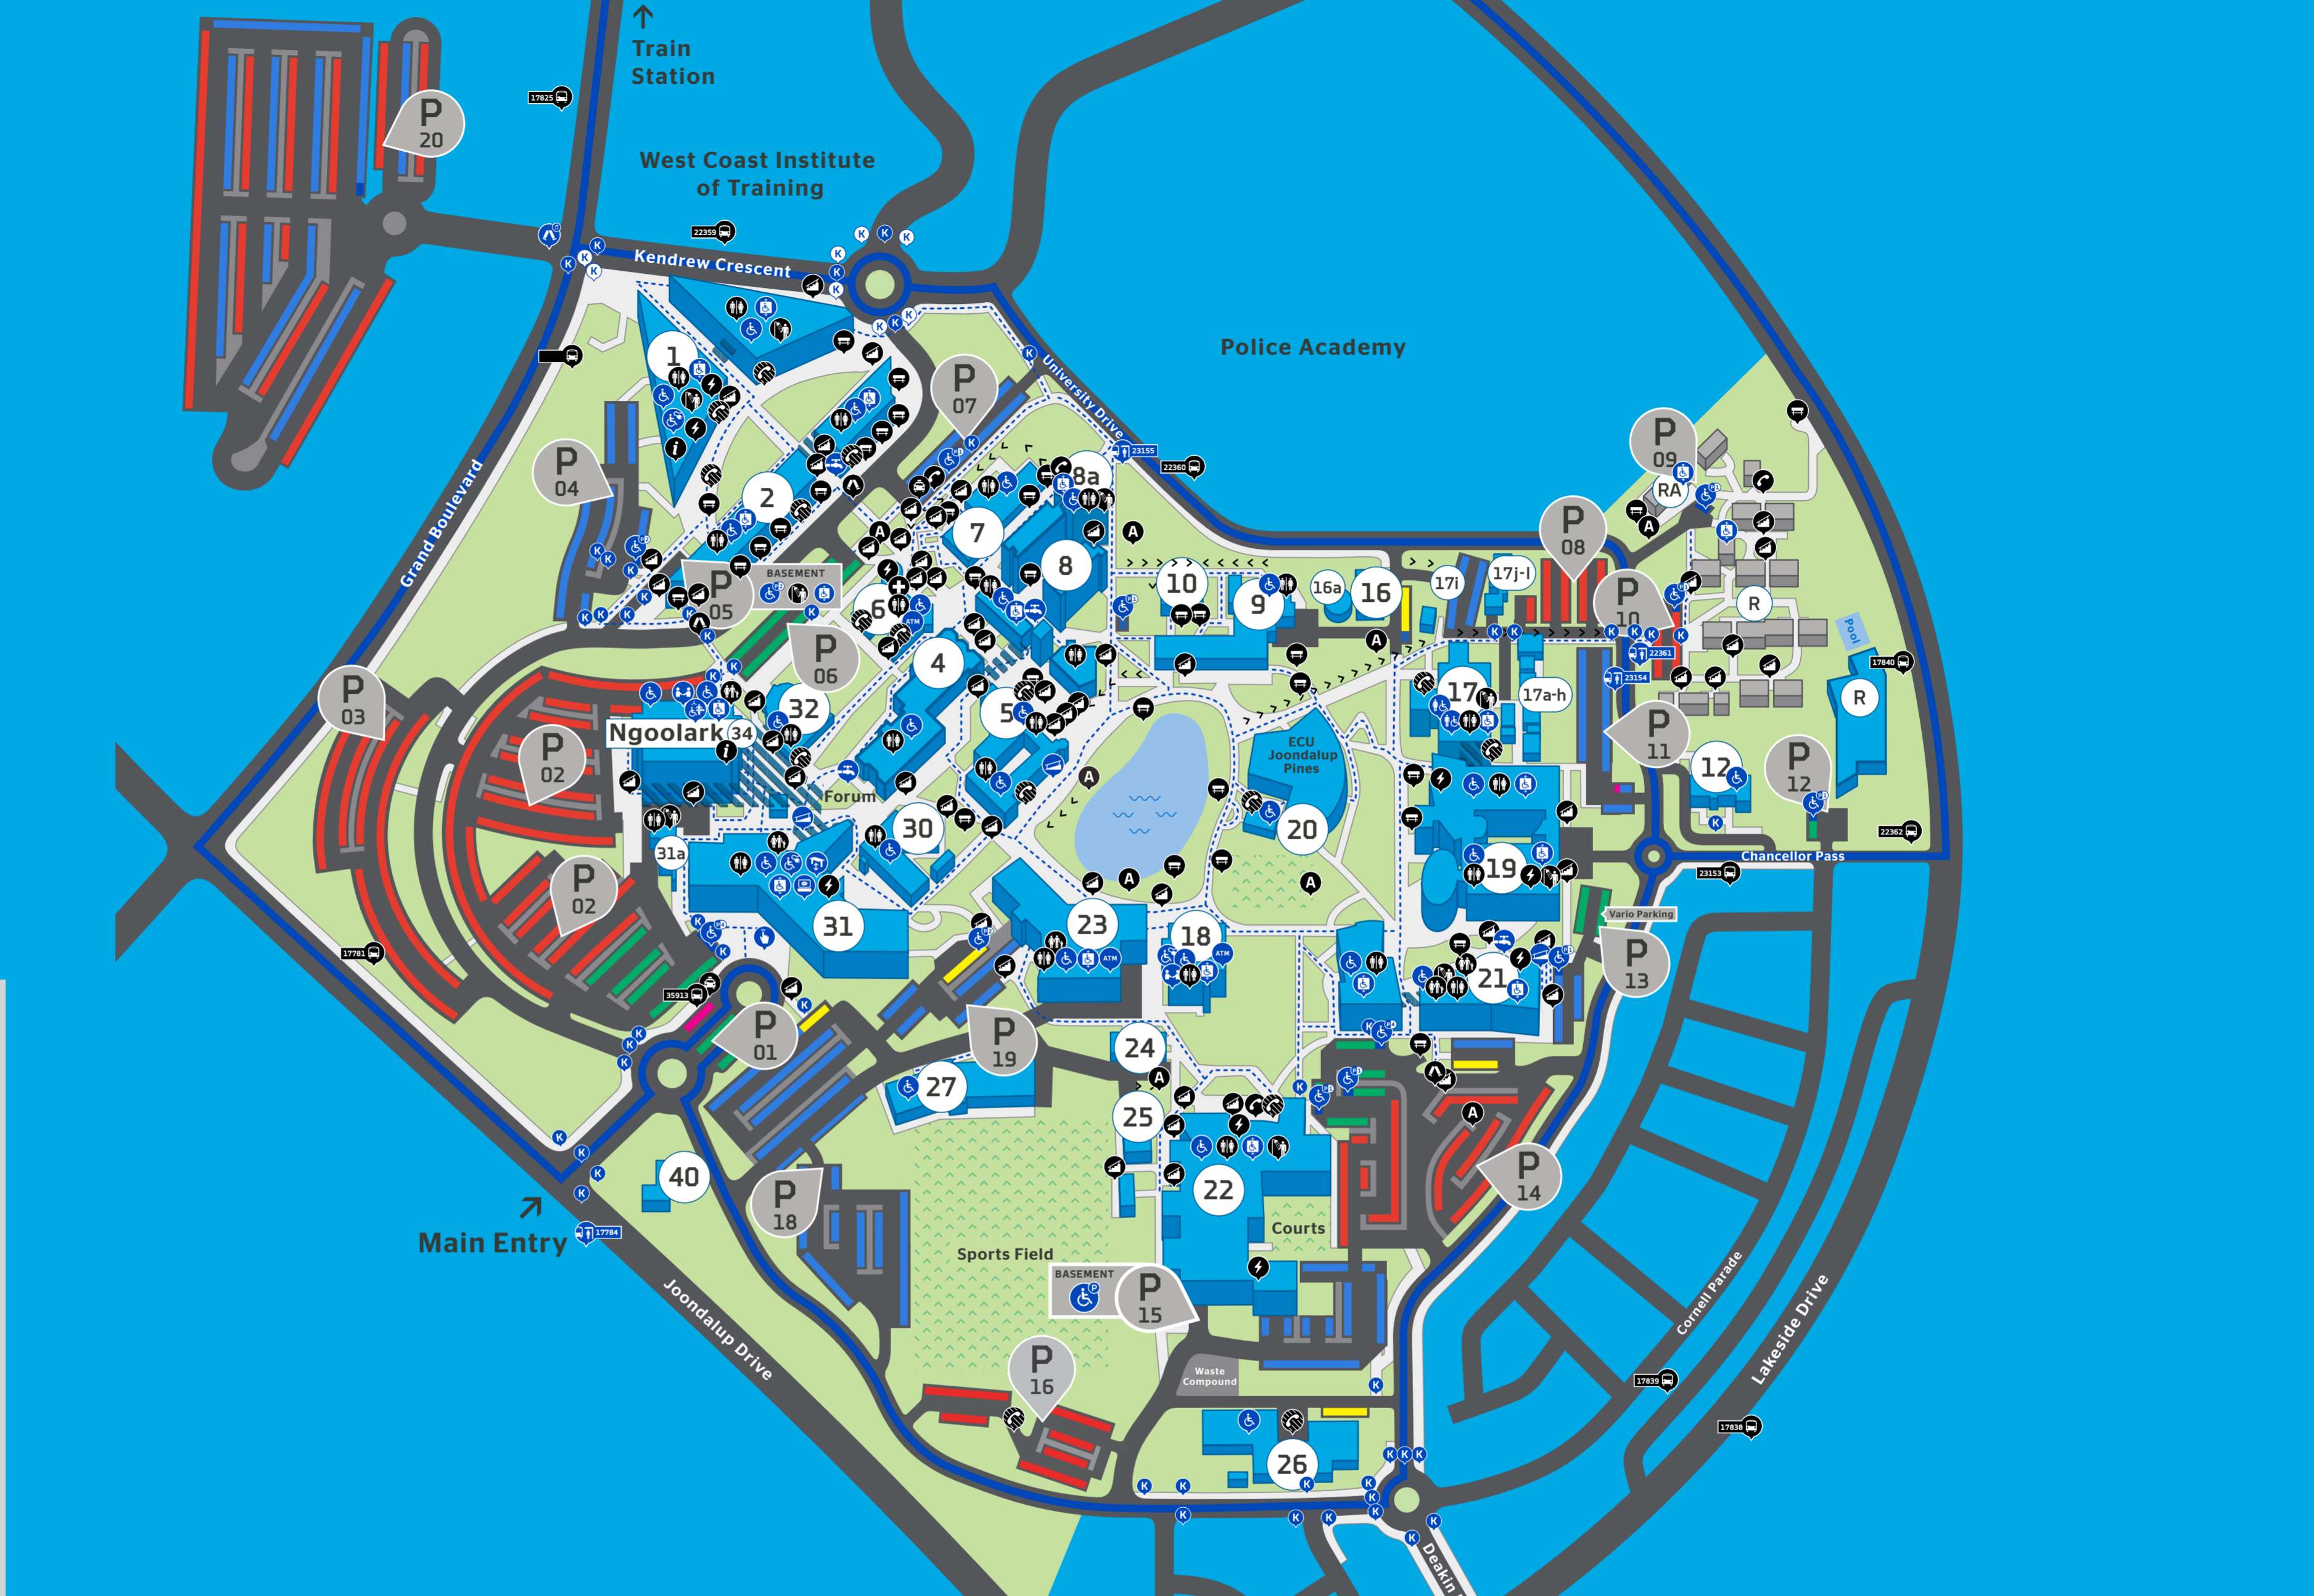 Train
Station
17825
P
20
West Coast Institute
of Training
22359
Kendrew Crescent
Police Academy
1
P
07
University Drive
23155
22360
P
04
2
8a
7
8
P
09
RA
P
08
Grand Boulevard
P
05
BASEMENT
6
ATM
10
9
16a
16
17i
17j-l
P
10
R
Pool
22361
17840
P
06
4
P
03
32
5
17
17a-h
23154
R
Ngoolark
34
P
02
ECU
Joondalup
Pines
P
11
12
P
12
Forum
30
20
22362
31a
P
02
19
Chancellor Pass
23153
31
23
18
ATM
ATM
Vario Parking
17781
21
P
13
35913
P
01
P
19
24
27
25
40
P
18
22
P
14
Courts
Main Entry
17784
Sports Field
BASEMENT
P
15
Joondalup Drive
Cornell Parade
Lakeside Drive
P
16
Waste
Compound
17839
17838
26
Deakin